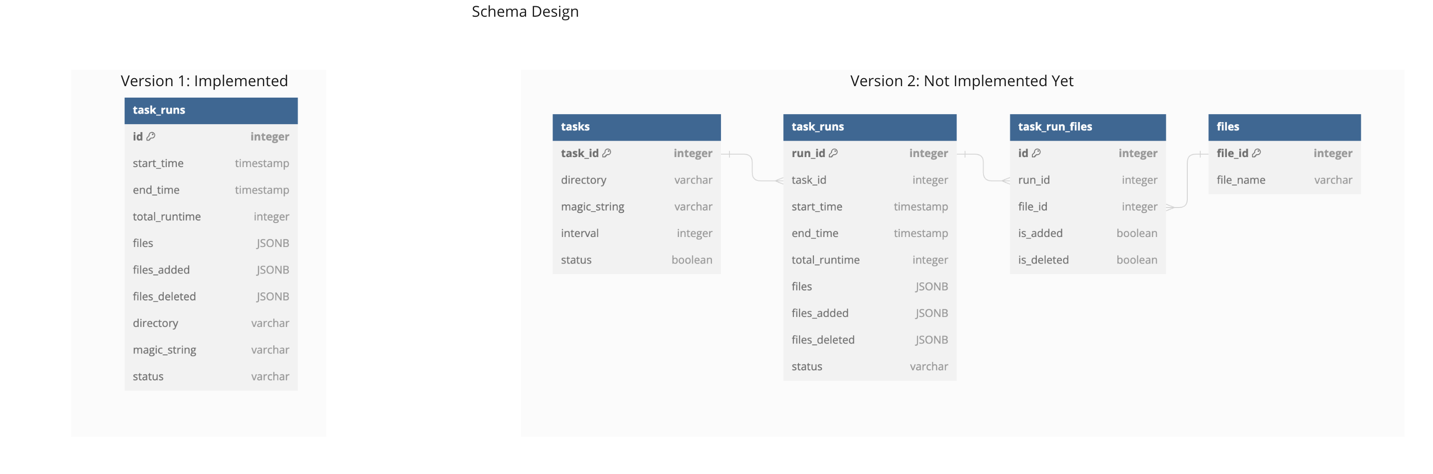 Schema Design
Version 1: Implemented
task_runs
id integer
start_time timestamp
end_time timestamp
total_runtime integer
files JSONB
files_added JSONB
files_deleted JSONB
directory varchar
magic_string varchar
status varchar
Version 2: Not Implemented Yet
tasks
task_id integer
directory varchar
magic_string varchar
interval integer
status boolean
task_runs
run_id integer
task_id integer
start_time timestamp
end_time timestamp
total_runtime integer
files JSONB
files_added JSONB
files_deleted JSONB
status varchar
task_run_files
id integer
run_id integer
file_id integer
is_added boolean
is_deleted boolean
files
file_id integer
file_name varchar